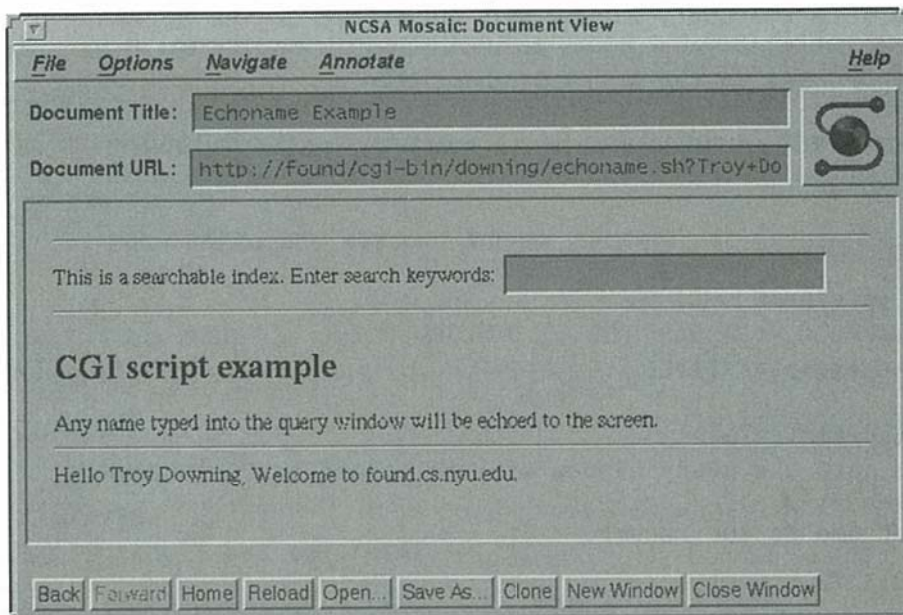 NCSA Mosaic: Document View
File Options Navigate Annotate Help
Document Title: Echoname Example
Document URL: http://found/cgi-bin/downing/echoname.sh?Troy+Do
This is a searchable index. Enter search keywords:
CGI script example
Any name typed into the query window will be echoed to the screen.
Hello Troy Downing, Welcome to found.cs.nyu.edu.
Back Forward Home Reload Open... Save As... Clone New Window Close Window